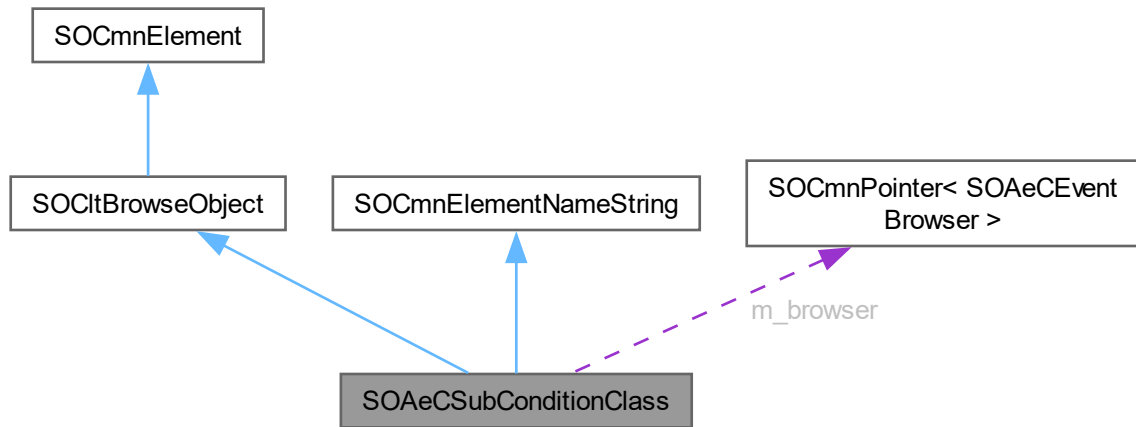 SOCmnElement
SOCltBrowseObject
SOCmnElementNameString
SOCmnPointer< SOAeCEvent
Browser >
m_browser
SOAeCSubConditionClass